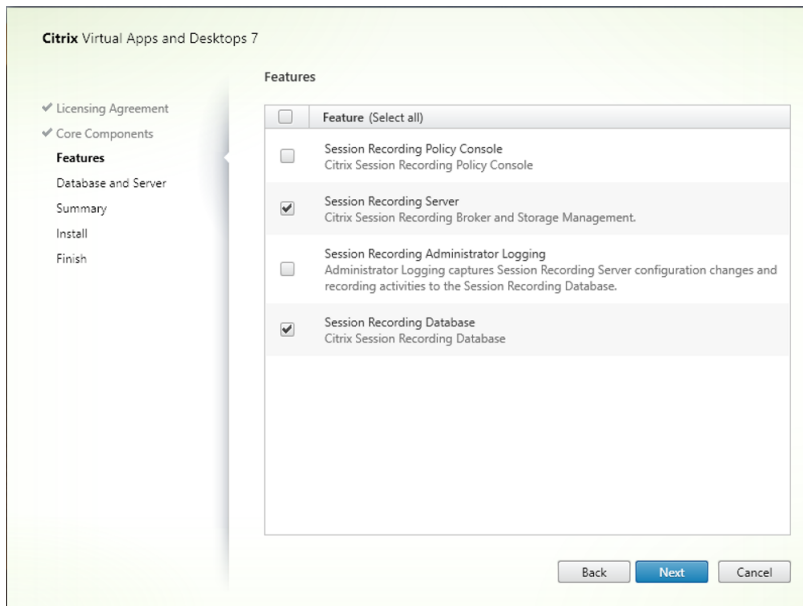 Citrix Virtual Apps and Desktops 7
Licensing Agreement
Core Components
Features
Database and Server
Summary
Install
Finish
Features
Feature (Select all)
Session Recording Policy Console
Citrix Session Recording Policy Console
Session Recording Server
Citrix Session Recording Broker and Storage Management.
Session Recording Administrator Logging
Administrator Logging captures Session Recording Server configuration changes and
recording activities to the Session Recording Database.
Session Recording Database
Citrix Session Recording Database
Back
Next
Cancel